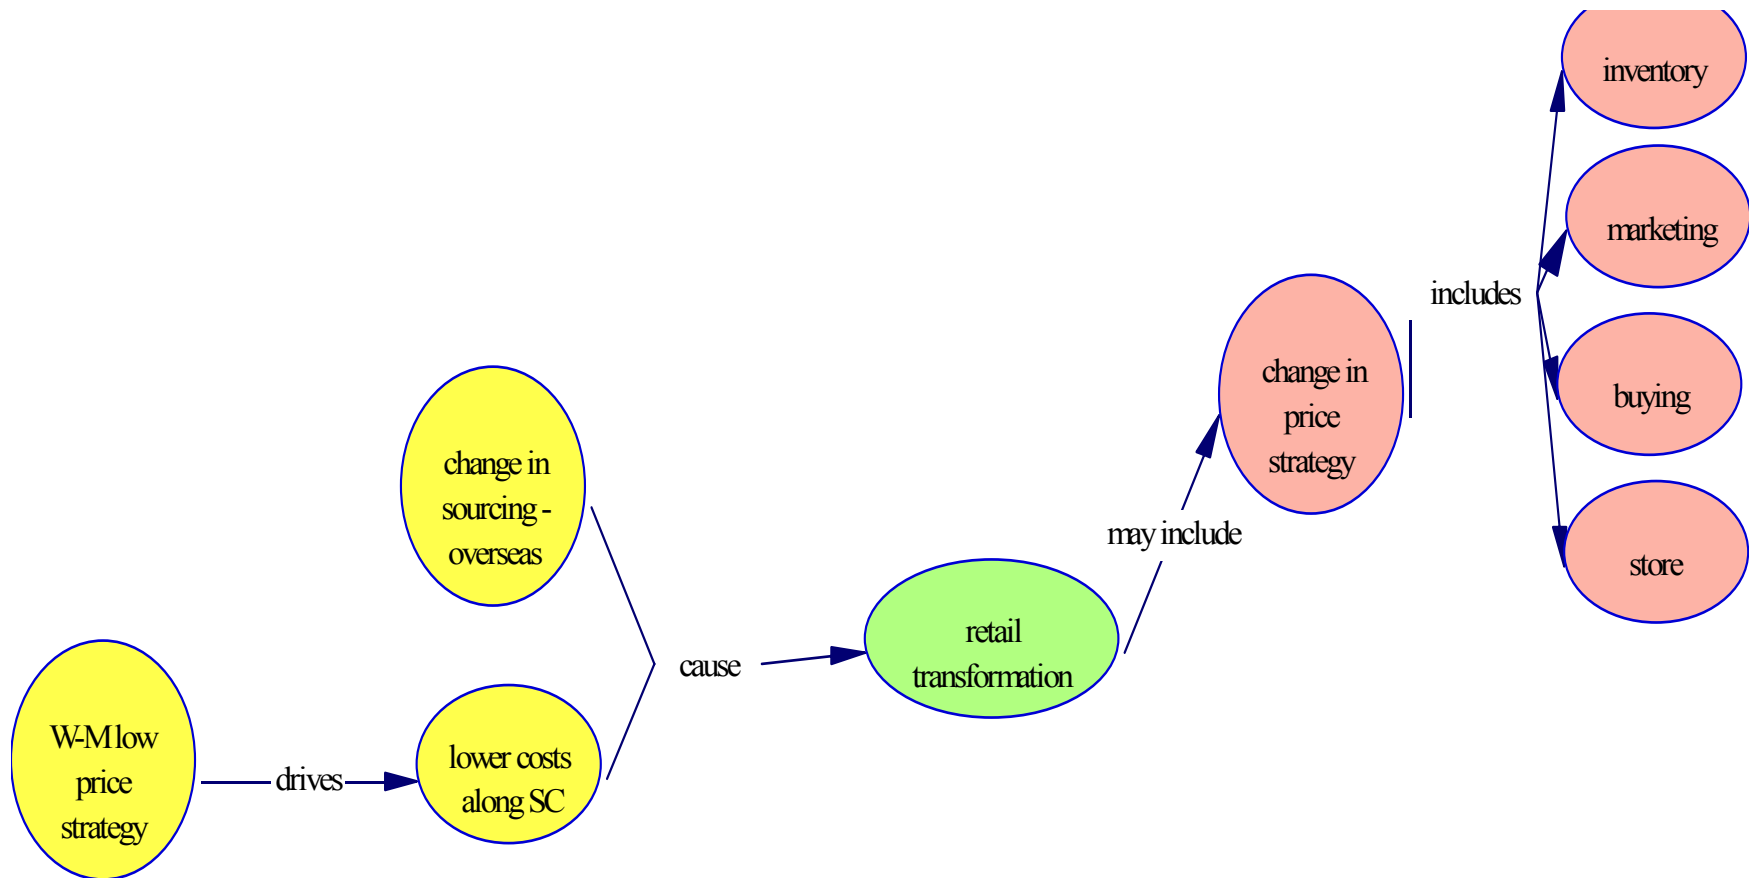 inventory
marketing
includes
change in
price
strategy
buying
change in
sourcing -
overseas
may include
store
retail
transformation
cause
W-M low
price
strategy
drives
lower costs
along SC